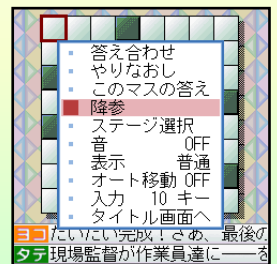 答え合わせ
やりなおし
このマスの答え
降参
ステージ選択
音 OFF
表示 普通
オート移動 OFF
入力 10 キー
タイトル画面へ
ヨコ だいたい完成！さあ、最後の
タテ 現場監督が作業員達に――を